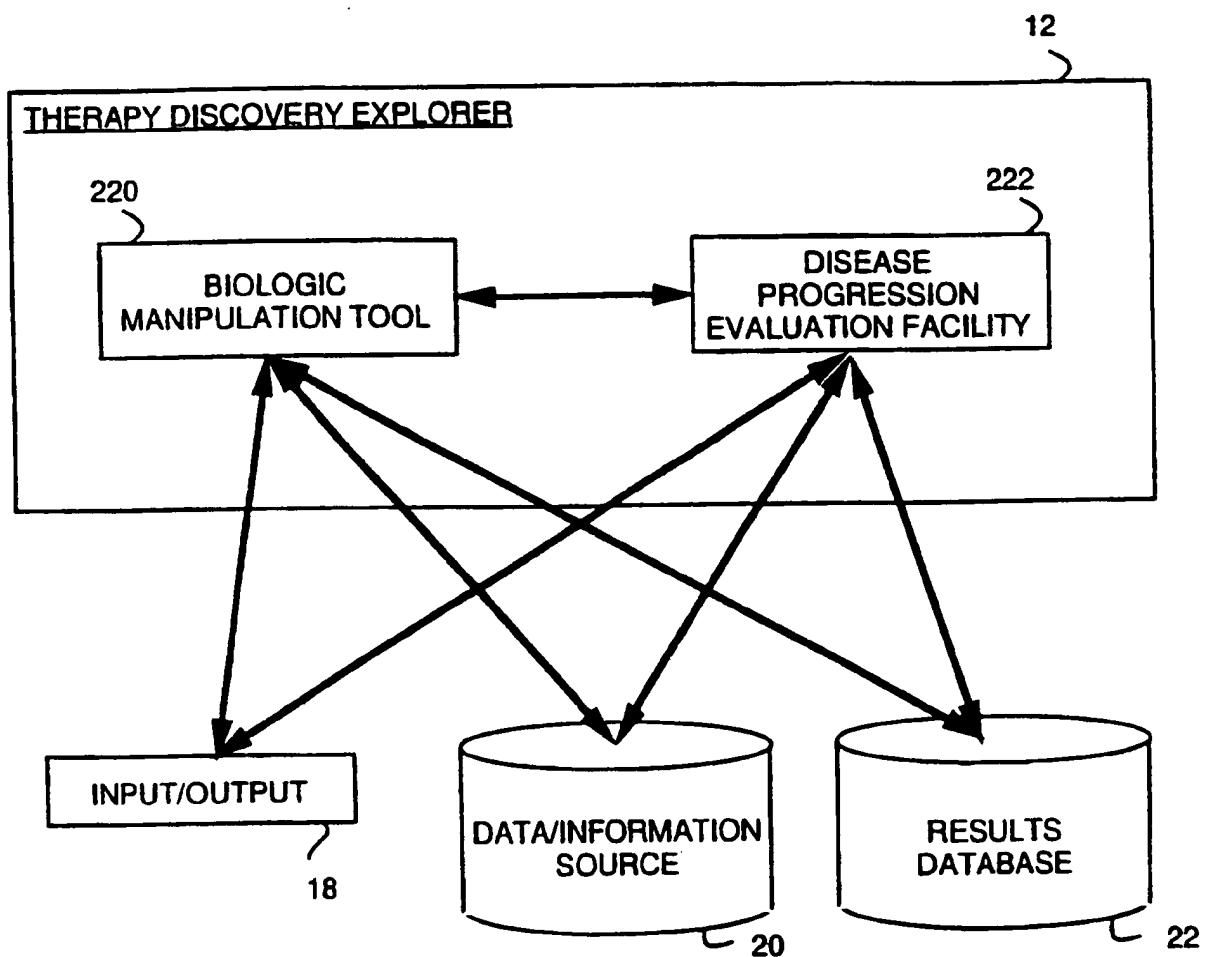 12
THERAPY DISCOVERY EXPLORER
220
222
BIOLOGIC
MANIPULATION TOOL
DISEASE
PROGRESSION
EVALUATION FACILITY
INPUT/OUTPUT
18
DATA/INFORMATION
SOURCE
20
RESULTS
DATABASE
22